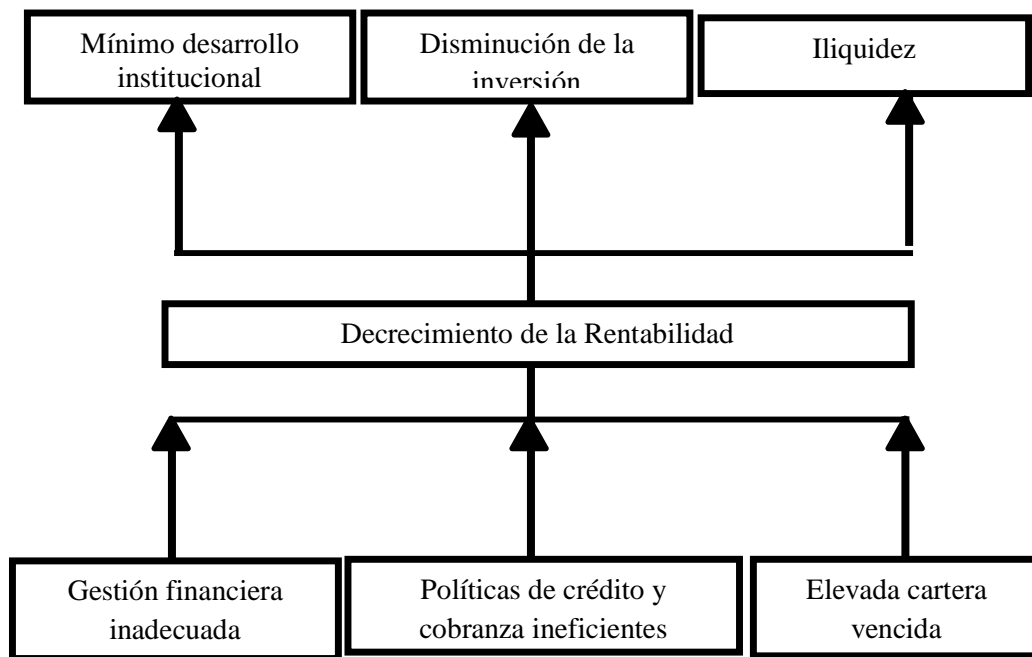 Mínimo desarrollo
institucional
Disminución de la
inversión
Iliquidez
Decrecimiento de la Rentabilidad
Gestión financiera
inadecuada
Políticas de crédito y
cobranza ineficientes
Elevada cartera
vencida